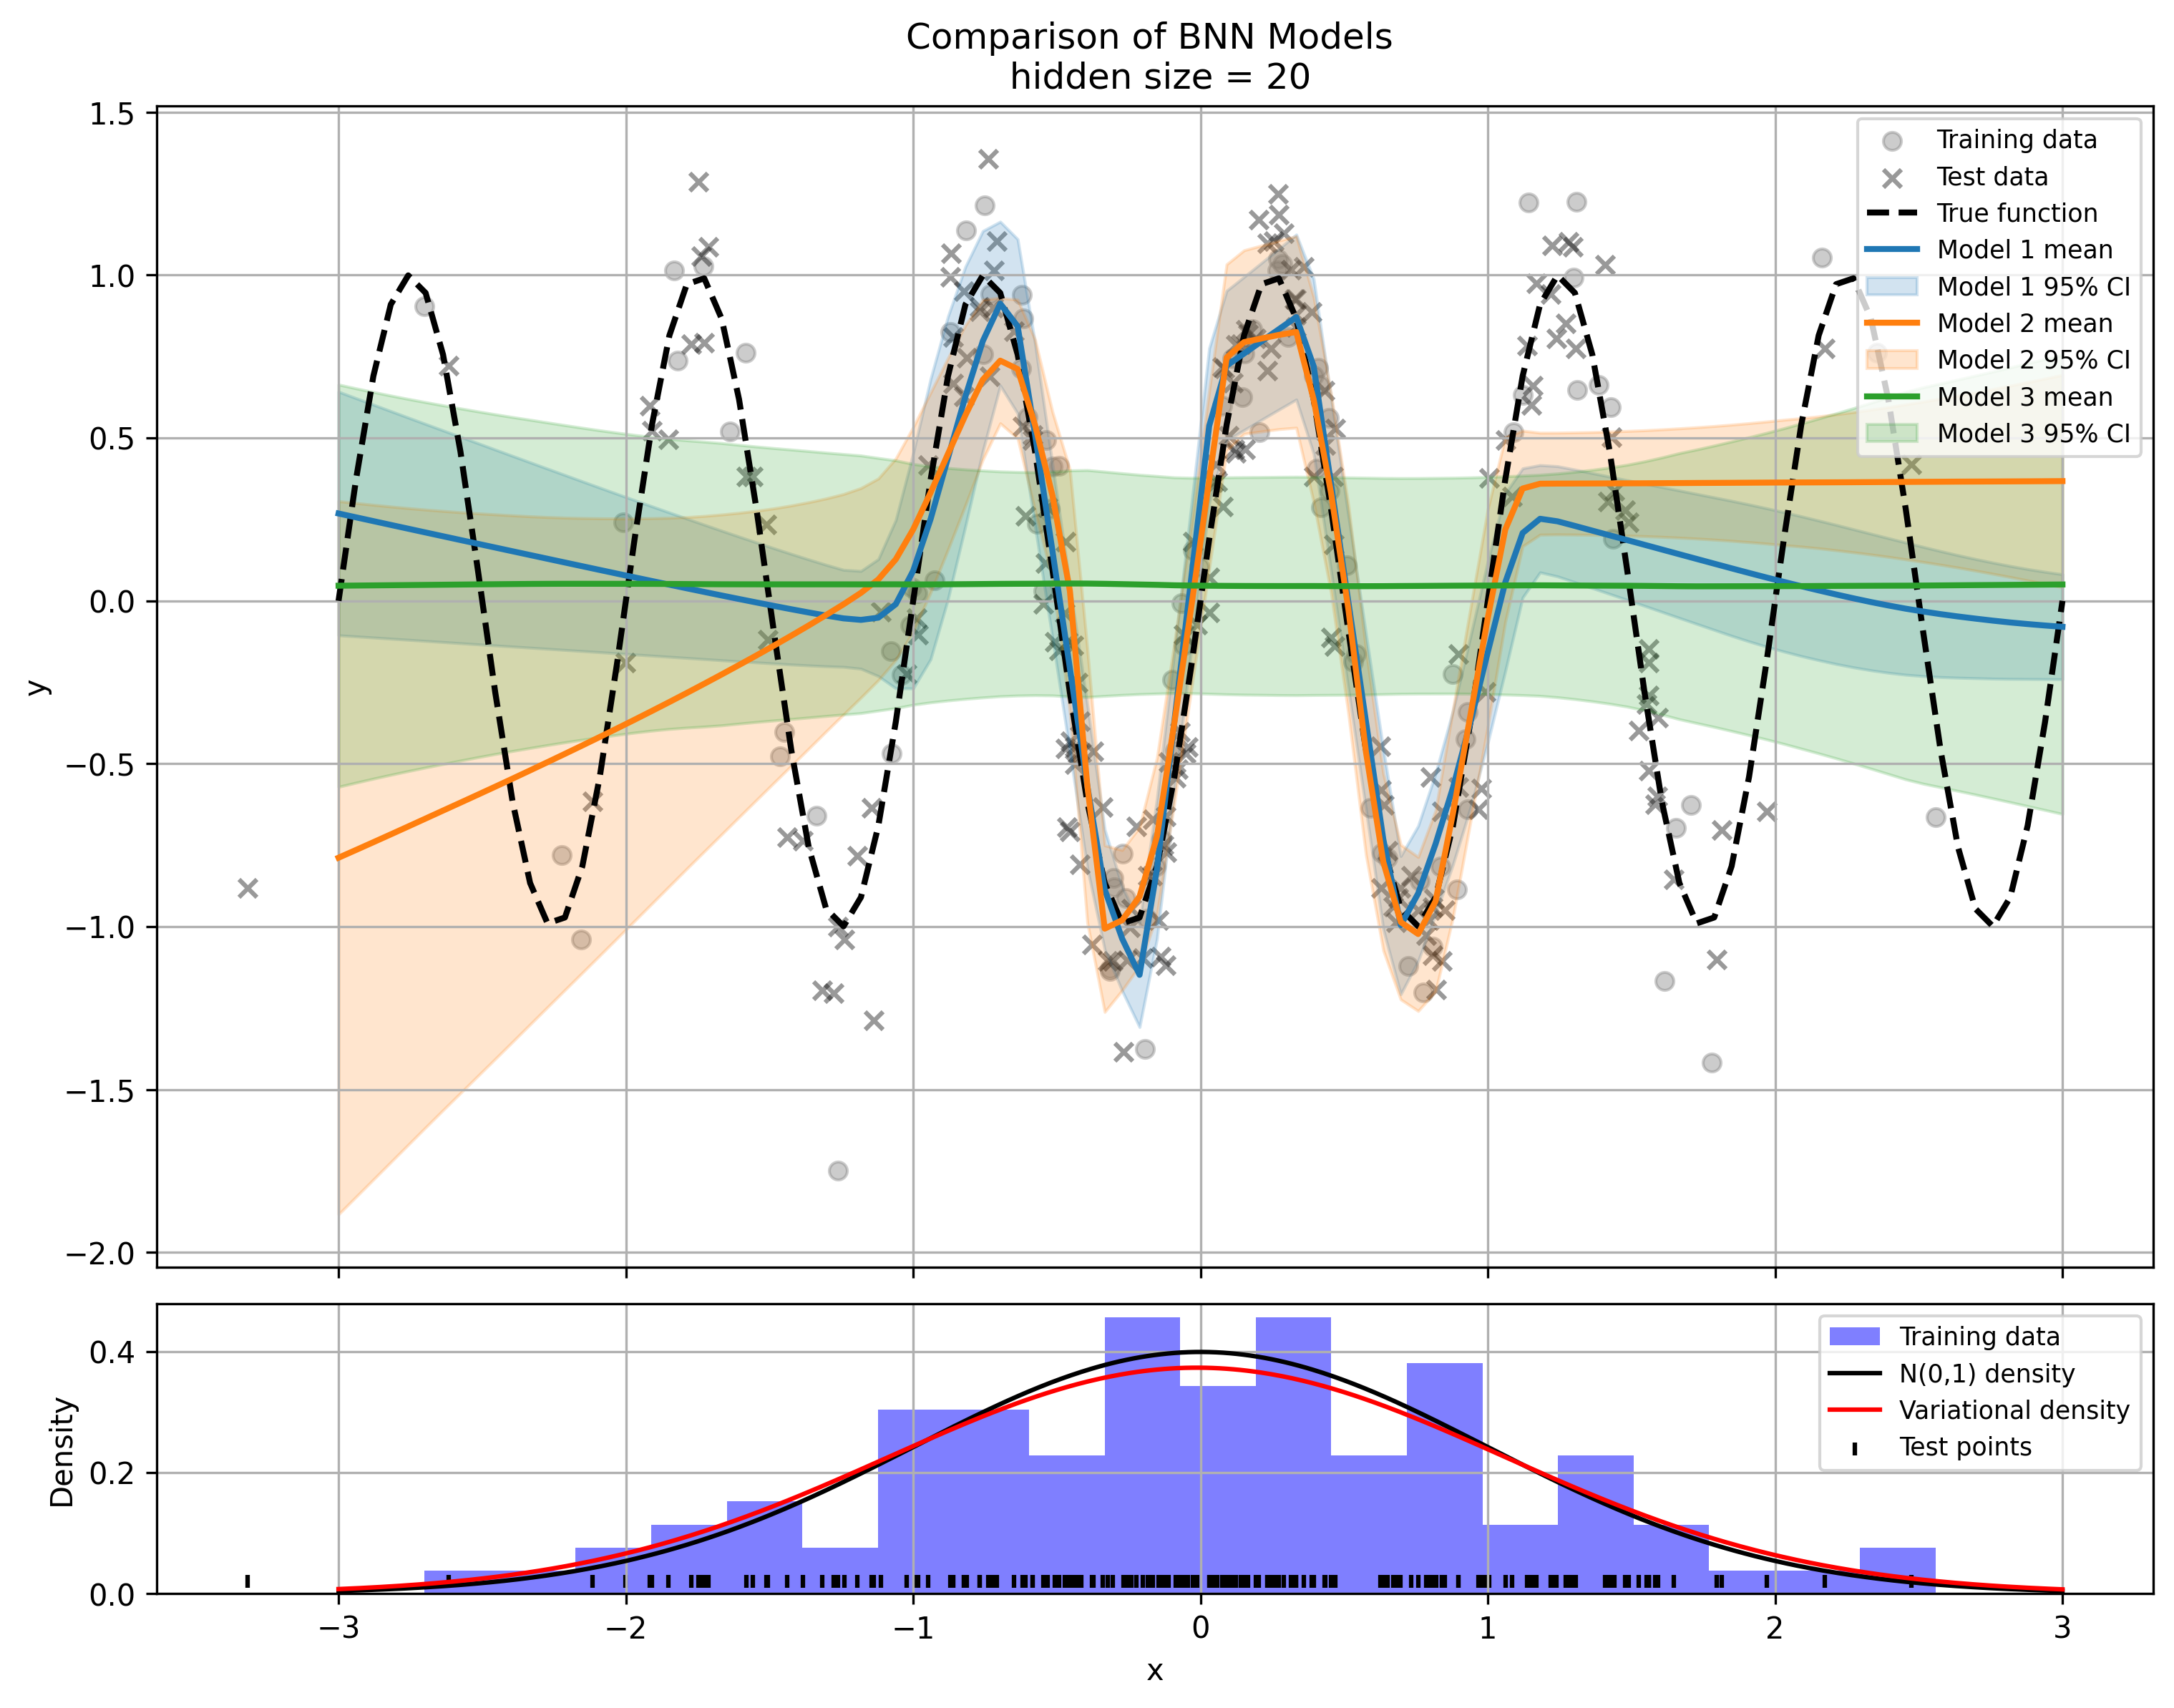 Comparison of BNN Models
hidden size = 20
1.5
1.0
0.5
0.0
−0.5
−1.0
−1.5
−2.0
y
Training data
Test data
True function
Model 1 mean
Model 1 95% CI
Model 2 mean
Model 2 95% CI
Model 3 mean
Model 3 95% CI
0.4
0.2
0.0
Density
Training data
N(0,1) density
Variational density
Test points
−3
−2
−1
0
1
2
3
x